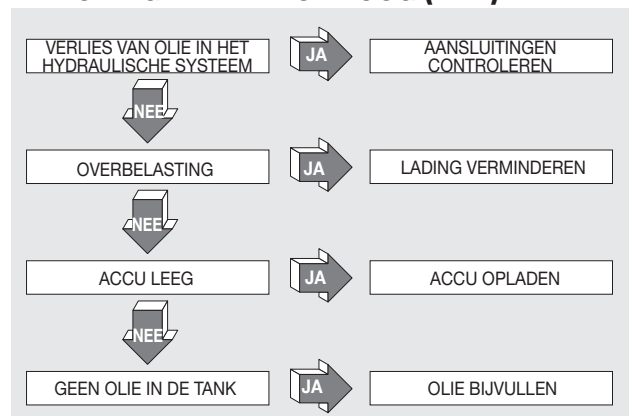 VERLIES VAN OLIE IN HET
HYDRAULISCHE SYSTEEM
JA
AANSLUITINGEN
CONTROLEREN
NEE
OVERBELASTING
JA
LADING VERMINDEREN
NEE
ACCU LEEG
JA
ACCU OPLADEN
NEE
GEEN OLIE IN DE TANK
JA
OLIE BIJVULLEN